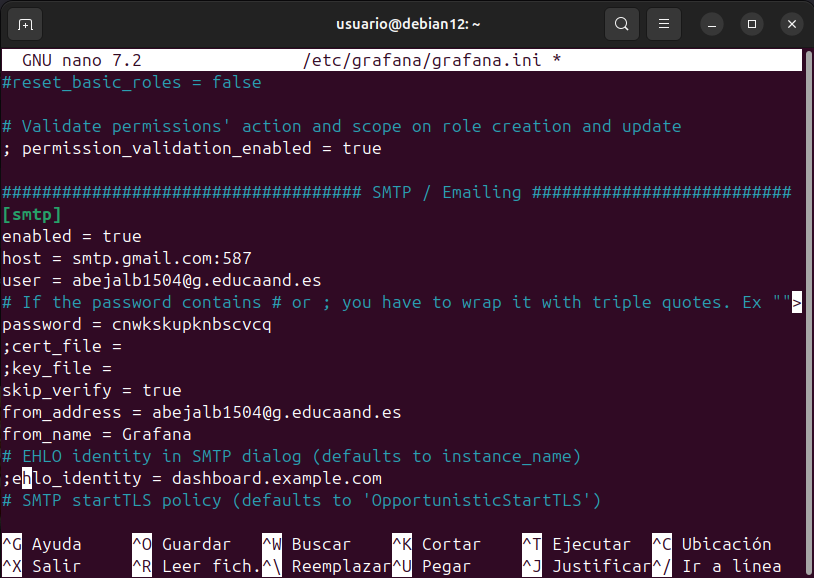 usuario@debian12: ~
GNU nano 7.2 /etc/grafana/grafana.ini *
#reset_basic_roles = false
# Validate permissions' action and scope on role creation and update
; permission_validation_enabled = true
#################################### SMTP / Emailing ##########################
[smtp]
enabled = true
host = smtp.gmail.com:587
user = abejalb1504@g.educaand.es
# If the password contains # or ; you have to wrap it with triple quotes. Ex "">
password = cnwkskupknbscvcq
;cert_file =
;key_file =
skip_verify = true
from_address = abejalb1504@g.educaand.es
from_name = Grafana
# EHLO identity in SMTP dialog (defaults to instance_name)
;ehlo_identity = dashboard.example.com
# SMTP startTLS policy (defaults to 'OpportunisticStartTLS')
^G Ayuda ^O Guardar ^W Buscar ^K Cortar ^T Ejecutar ^C Ubicación
^X Salir ^R Leer fich.^\ Reemplazar^U Pegar ^J Justificar^/ Ir a línea